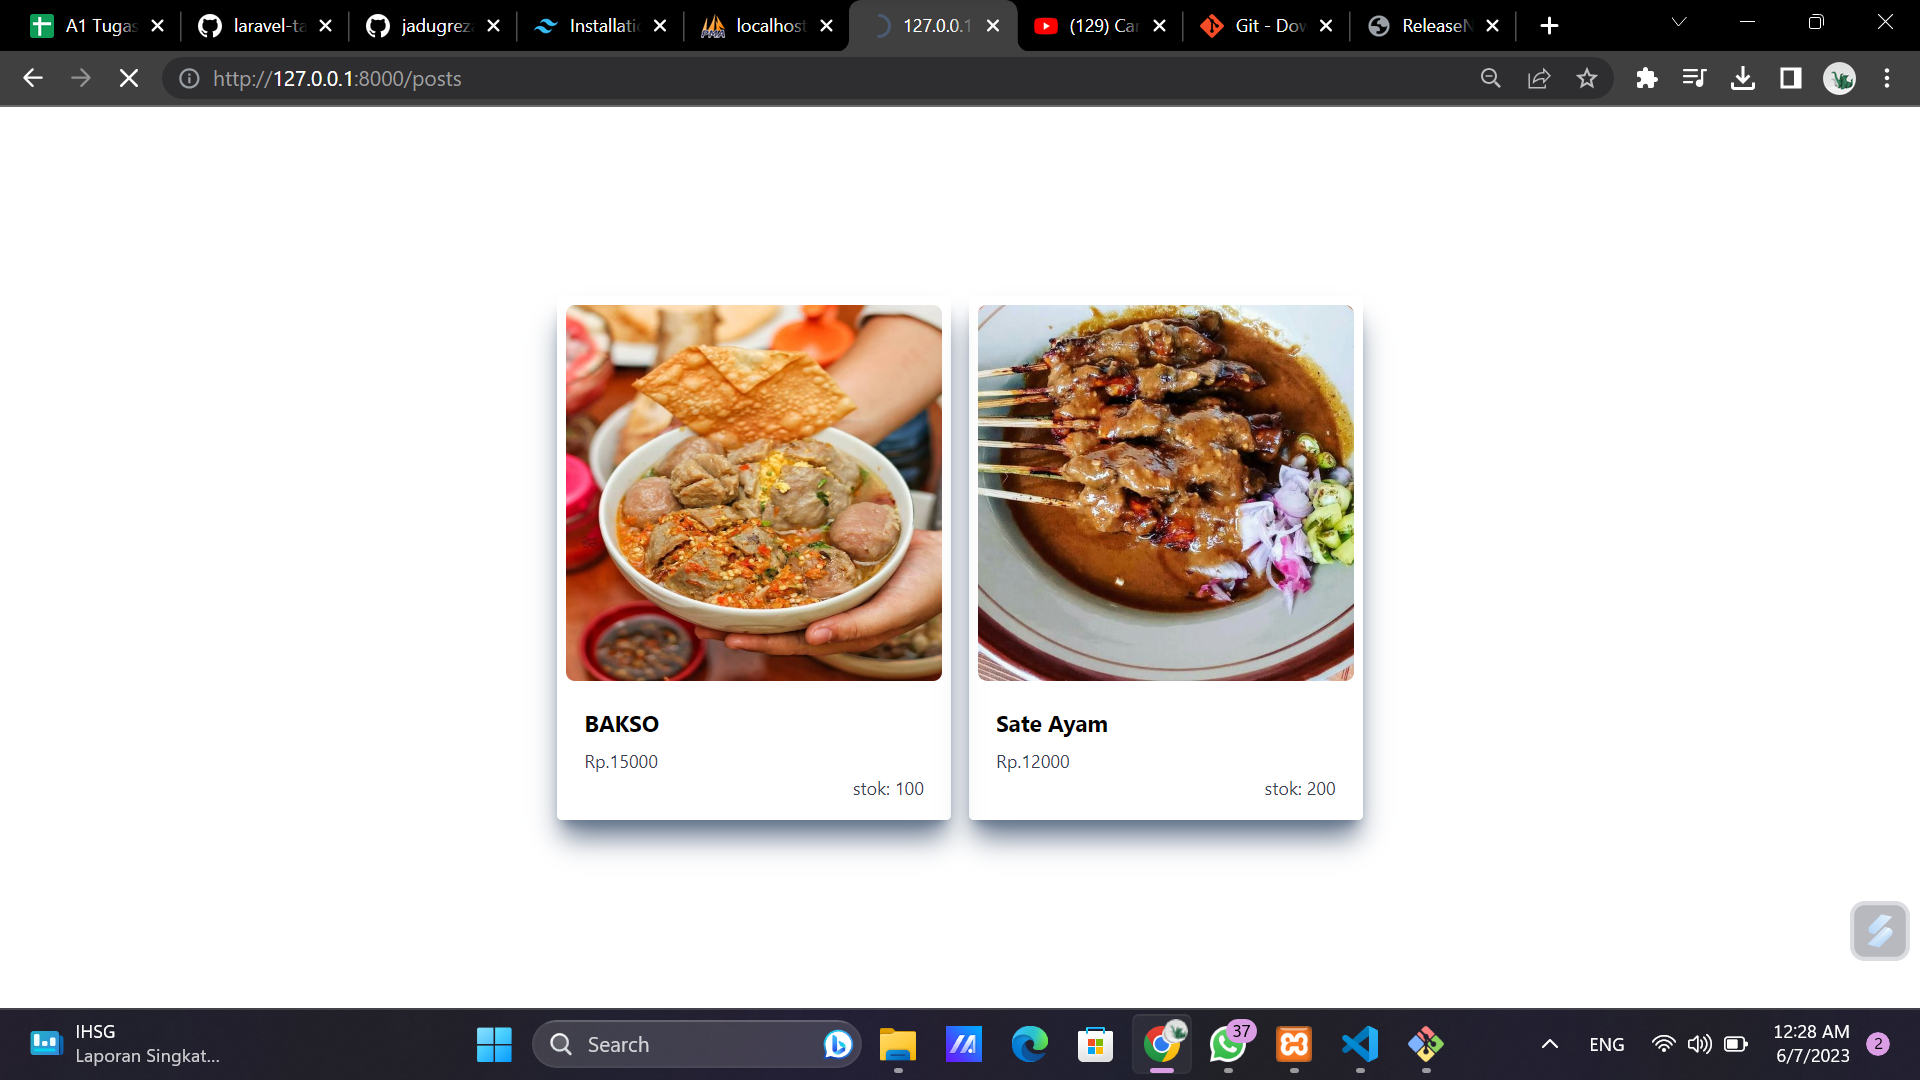 A1 Tugas
laravel-ta
jadugreza
Installatio
localhost
127.0.0.1
(129) Car
Git - Dow
ReleaseN
http://127.0.0.1:8000/posts
BAKSO
Rp.15000
stok: 100
Sate Ayam
Rp.12000
stok: 200
IHSG
Laporan Singkat...
Search
37
ENG
12:28 AM
6/7/2023
2